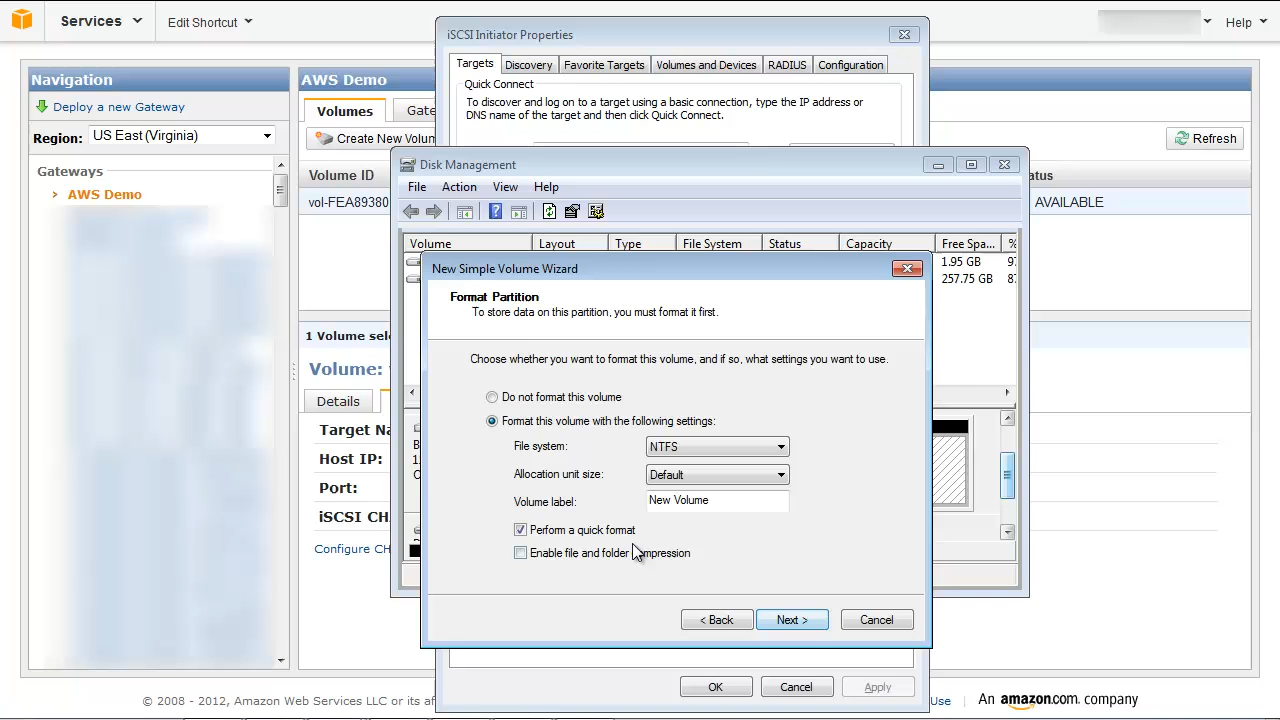 Services
Edit Shortcut
Help
Navigation
Deploy a new Gateway
Region: US East (Virginia)
Gateways
> AWS Demo
AWS Demo
Volumes
Gate
Create New Volum
Refresh
Volume ID
atus
vol-FEA89380
AVAILABLE
1 Volume sele
Volume:
Details
Target Na
Host IP:
Port:
iSCSI CHA
Configure CH
iSCSI Initiator Properties
Targets Discovery Favorite Targets Volumes and Devices RADIUS Configuration
Quick Connect
To discover and log on to a target using a basic connection, type the IP address or
DNS name of the target and then click Quick Connect.
Disk Management
File Action View Help
Volume Layout Type File System Status Capacity Free Spa... %
1.95 GB
257.75 GB
New Simple Volume Wizard
Format Partition
To store data on this partition, you must format it first.
Choose whether you want to format this volume, and if so, what settings you want to use.
Do not format this volume
Format this volume with the following settings:
File system: NTFS
Allocation unit size: Default
Volume label: New Volume
Perform a quick format
Enable file and folder mpression
< Back Next > Cancel
OK Cancel Apply
© 2008 - 2012, Amazon Web Services LLC or its af
Use
An amazon.com company